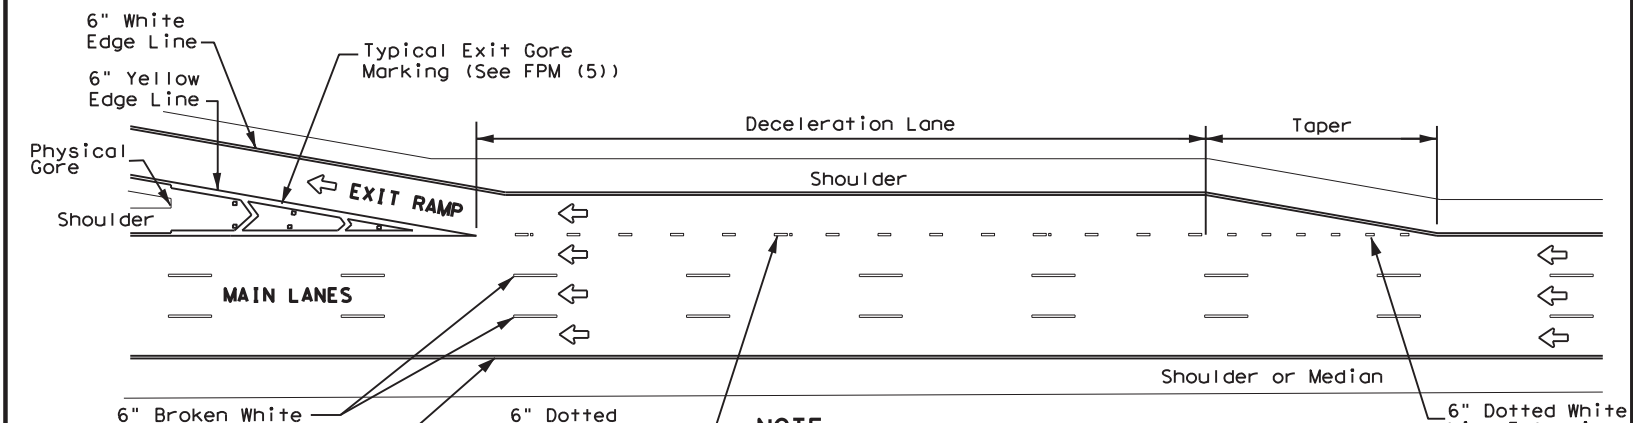 6" White
Edge Line
6" Yellow
Edge Line
Typical Exit Gore
Marking (See FPM (5))
Physical
Gore
Shoulder
EXIT RAMP
Deceleration Lane
Taper
Shoulder
MAIN LANES
Shoulder or Median
6" Broken White
6" Dotted
NOTE
6" Dotted White